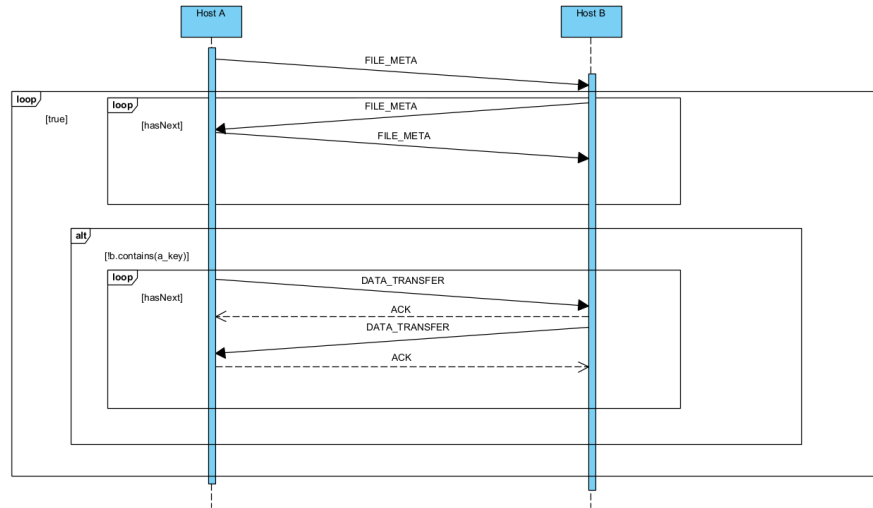 Host A
Host B
FILE_META
loop
[true]
loop
FILE_META
[hasNext]
FILE_META
alt
[!b.contains(a_key)]
loop
DATA_TRANSFER
[hasNext]
ACK
DATA_TRANSFER
ACK